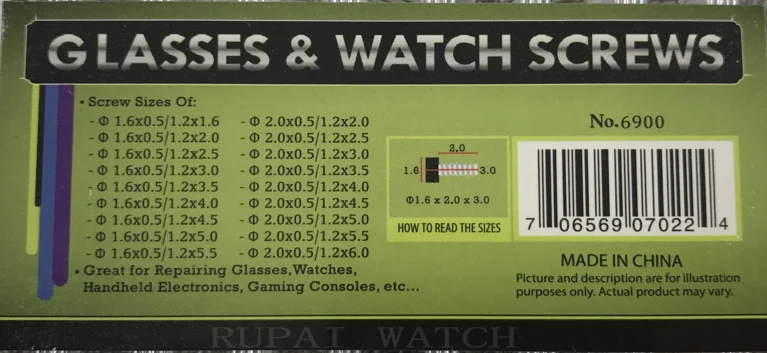 GLASSES & WATCH SCREWS
• Screw Sizes Of:
- Φ 1.6x0.5/1.2x1.6
- Φ 1.6x0.5/1.2x2.0
- Φ 1.6x0.5/1.2x2.5
- Φ 1.6x0.5/1.2x3.0
- Φ 1.6x0.5/1.2x3.5
- Φ 1.6x0.5/1.2x4.0
- Φ 1.6x0.5/1.2x4.5
- Φ 1.6x0.5/1.2x5.0
- Φ 1.6x0.5/1.2x5.5
- Φ 2.0x0.5/1.2x2.0
- Φ 2.0x0.5/1.2x2.5
- Φ 2.0x0.5/1.2x3.0
- Φ 2.0x0.5/1.2x3.5
- Φ 2.0x0.5/1.2x4.0
- Φ 2.0x0.5/1.2x4.5
- Φ 2.0x0.5/1.2x5.0
- Φ 2.0x0.5/1.2x5.5
- Φ 2.0x0.5/1.2x6.0
• Great for Repairing Glasses,Watches,
Handheld Electronics, Gaming Consoles, etc...
2.0
1.6
3.0
Φ1.6 x 2.0 x 3.0
HOW TO READ THE SIZES
No.6900
7 06569 07022 4
MADE IN CHINA
Picture and description are for illustration
purposes only. Actual product may vary.
RUPAI WATCH